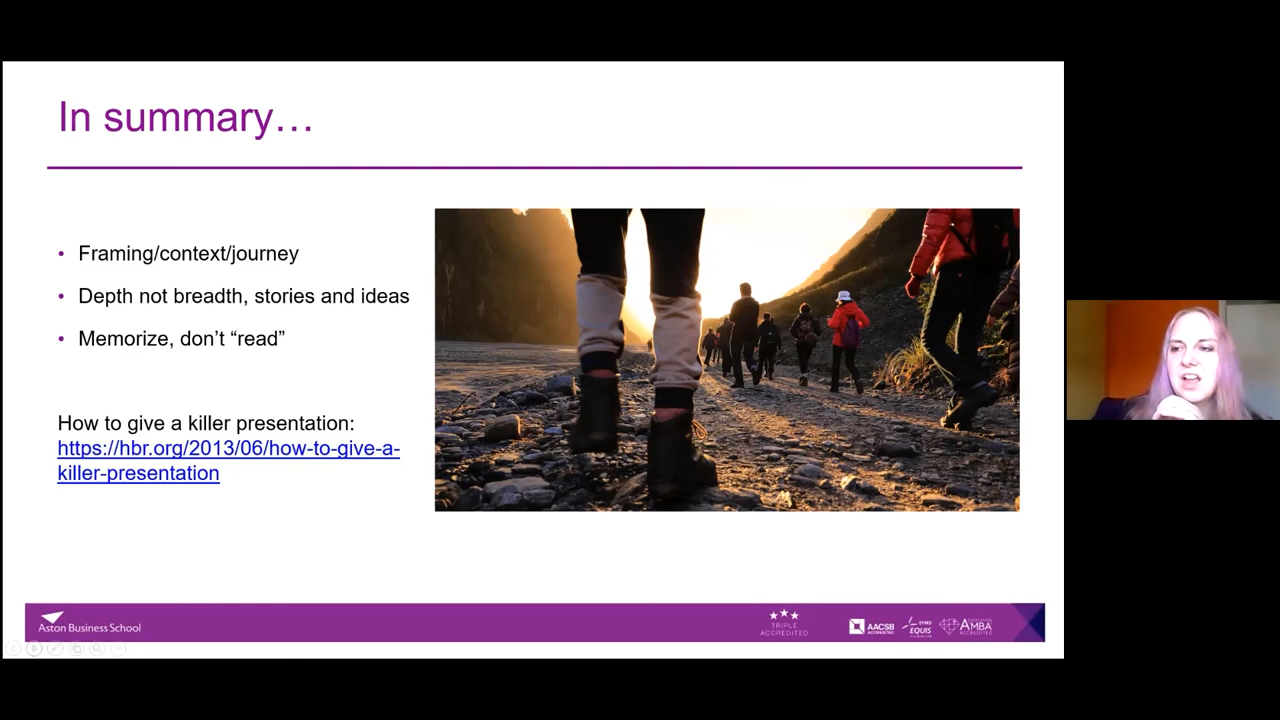 In summary…
• Framing/context/journey
• Depth not breadth, stories and ideas
• Memorize, don’t “read”
How to give a killer presentation:
https://hbr.org/2013/06/how-to-give-a-
killer-presentation
Aston Business School
TRIPLE
ACCREDITED
AACSB
ACCREDITED
EFMD
EQUIS
AMBA
ACCREDITED